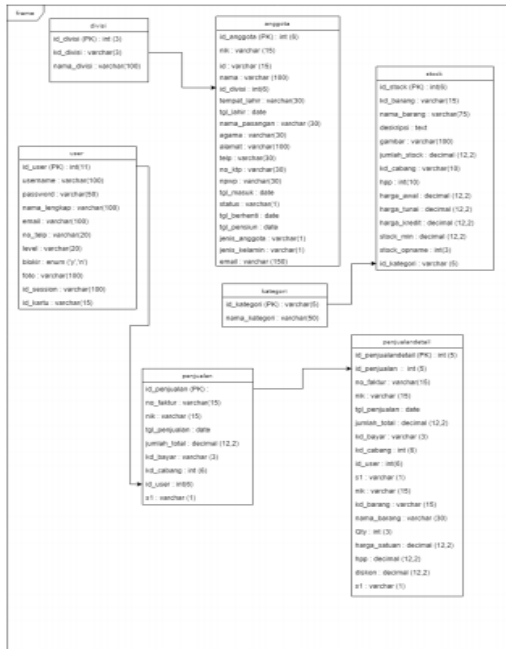 Name
divisi
id_divisi (PK) : int (3)
kd_divisi : varchar(3)
nama_divisi : varchar(100)
anggota
id_anggota (PK) : int (5)
nik : varchar (15)
id : varchar (15)
nama : varchar (100)
id_divisi : int(5)
tempat_lahir : varchar(30)
tgl_lahir : date
nama_pasangan : varchar (30)
agama : varchar(30)
alamat : varchar(100)
telp : varchar(30)
no_ktp : varchar(30)
npwp : varchar(30)
tgl_masuk : date
status : varchar(1)
tgl_berhenti : date
tgl_pensiun : date
jenis_anggota : varchar(1)
jenis_kelamin : varchar(1)
email : varchar (150)
stock
id_stock (PK) : int(6)
kd_barang : varchar(15)
nama_barang : varchar(75)
deskripsi : text
gambar : varchar(100)
jumlah_stock : decimal (12,2)
kd_cabang : varchar(10)
hpp : int(10)
harga_awal : decimal (12,2)
harga_tunai : decimal (12,2)
harga_kredit : decimal (12,2)
stock_min : decimal (12,2)
stock_opname : int(3)
id_kategori : varchar (5)
user
id_user (PK) : int(11)
username : varchar(100)
password : varchar(50)
nama_lengkap : varchar(100)
email : varchar(100)
no_telp : varchar(20)
level : varchar(20)
blokir : enum ('y','n')
foto : varchar(100)
id_session : varchar(100)
id_kartu : varchar(15)
kategori
id_kategori (PK) : varchar(5)
nama_kategori : varchar(50)
penjualan
id_penjualan (PK) :
no_faktur : varchar(15)
nik : varchar (15)
tgl_penjualan : date
jumlah_total : decimal (12,2)
kd_bayar : varchar (3)
kd_cabang : int (6)
id_user : int(6)
s1 : varchar (1)
penjualandetail
id_penjualandetail (PK) : int (5)
id_penjualan : int (5)
no_faktur : varchar(15)
nik : varchar (15)
tgl_penjualan : date
jumlah_total : decimal (12,2)
kd_bayar : varchar (3)
kd_cabang : int (6)
id_user : int(6)
s1 : varchar (1)
nik : varchar (15)
kd_barang : varchar (15)
nama_barang : varchar (30)
Qty : int (3)
harga_satuan : decimal (12,2)
hpp : decimal (12,2)
diskon : decimal (12,2)
s1 : varchar (1)